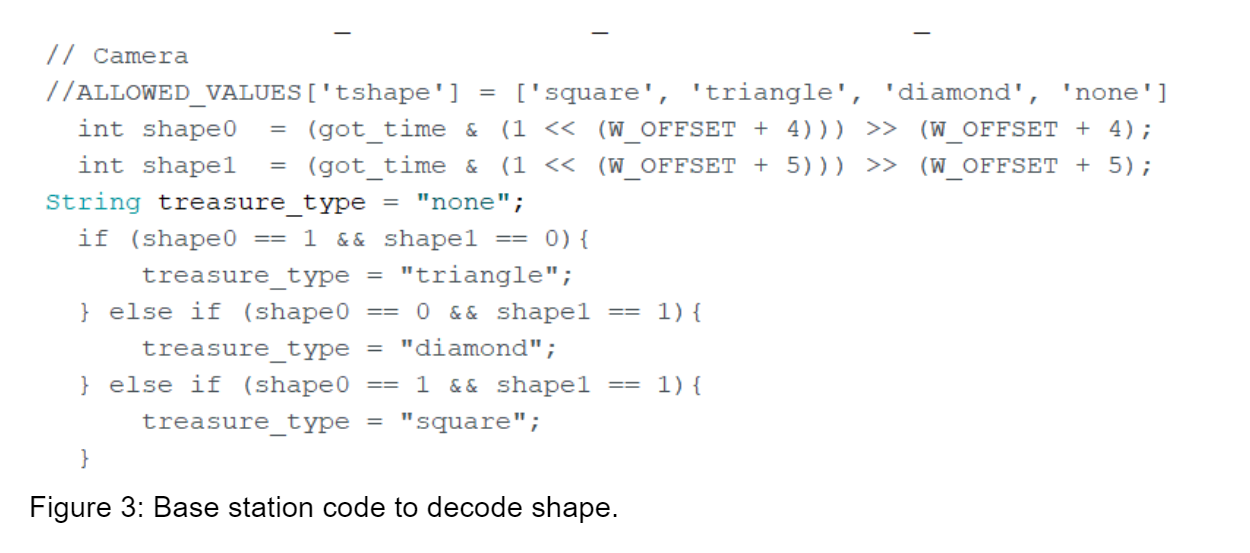 // Camera
//ALLOWED_VALUES['tshape'] = ['square', 'triangle', 'diamond', 'none']
int shape0 = (got_time & (1 << (W_OFFSET + 4))) >> (W_OFFSET + 4);
int shape1 = (got_time & (1 << (W_OFFSET + 5))) >> (W_OFFSET + 5);
String treasure_type = "none";
if (shape0 == 1 && shape1 == 0){
treasure_type = "triangle";
} else if (shape0 == 0 && shape1 == 1){
treasure_type = "diamond";
} else if (shape0 == 1 && shape1 == 1){
treasure_type = "square";
}
Figure 3: Base station code to decode shape.